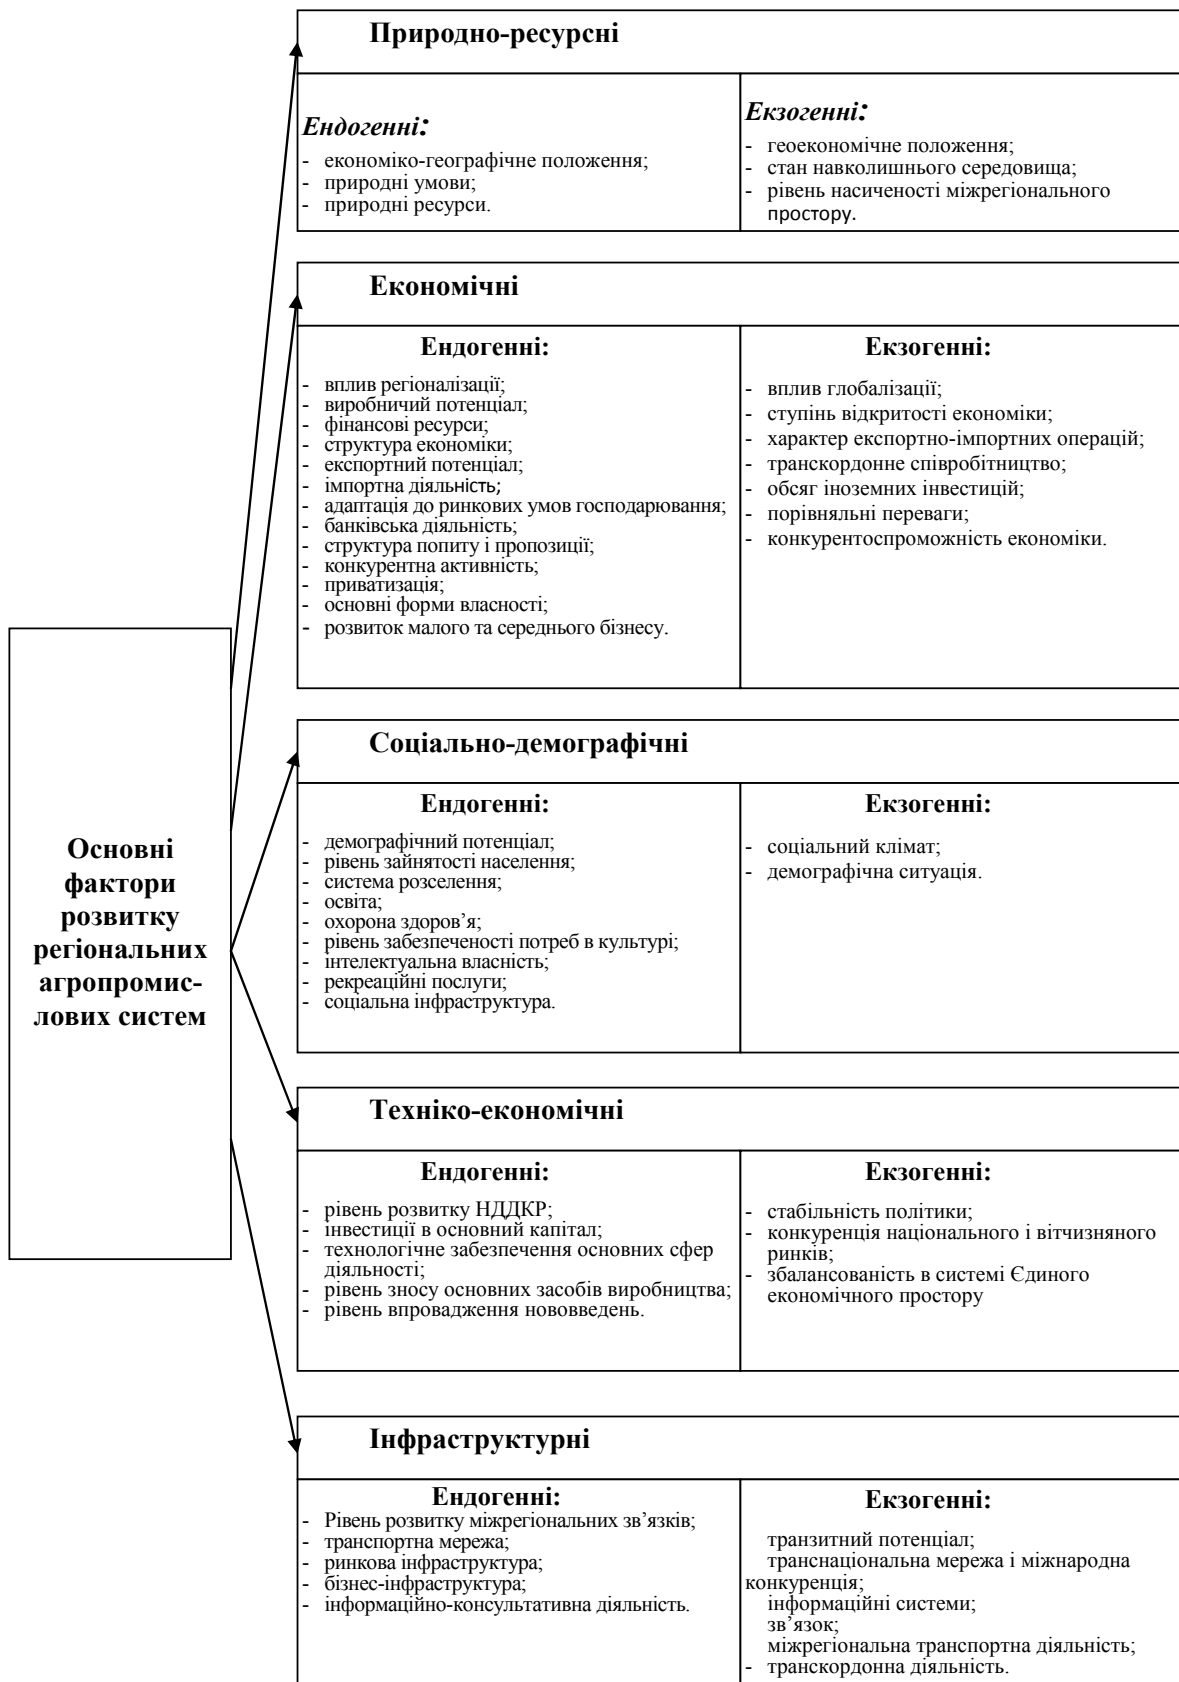 Природно-ресурсні
Ендогенні:
- економіко-географічне положення;
- природні умови;
- природні ресурси.
Екзогенні:
- геоекономічне положення;
- стан навколишнього середовища;
- рівень насиченості міжрегіонального
простору.
Економічні
Ендогенні:
- вплив регіоналізації;
- виробничий потенціал;
- фінансові ресурси;
- структура економіки;
- експортний потенціал;
- імпортна діяльність;
- адаптація до ринкових умов господарювання;
- банківська діяльність;
- структура попиту і пропозиції;
- конкурентна активність;
- приватизація;
- основні форми власності;
- розвиток малого та середнього бізнесу.
Екзогенні:
- вплив глобалізації;
- ступінь відкритості економіки;
- характер експортно-імпортних операцій;
- транскордонне співробітництво;
- обсяг іноземних інвестицій;
- порівняльні переваги;
- конкурентоспроможність економіки.
Основні
фактори
розвитку
регіональних
агропромис-
лових систем
Соціально-демографічні
Ендогенні:
- демографічний потенціал;
- рівень зайнятості населення;
- система розселення;
- освіта;
- охорона здоров’я;
- рівень забезпеченості потреб в культурі;
- інтелектуальна власність;
- рекреаційні послуги;
- соціальна інфраструктура.
Екзогенні:
- соціальний клімат;
- демографічна ситуація.
Техніко-економічні
Ендогенні:
- рівень розвитку НДДКР;
- інвестиції в основний капітал;
- технологічне забезпечення основних сфер
діяльності;
- рівень зносу основних засобів виробництва;
- рівень впровадження нововведень.
Екзогенні:
- стабільність політики;
- конкуренція національного і вітчизняного
ринків;
- збалансованість в системі Єдиного
економічного простору
Інфраструктурні
Ендогенні:
- Рівень розвитку міжрегіональних зв’язків;
- транспортна мережа;
- ринкова інфраструктура;
- бізнес-інфраструктура;
- інформаційно-консультативна діяльність.
Екзогенні:
транзитний потенціал;
транснаціональна мережа і міжнародна
конкуренція;
інформаційні системи;
зв’язок;
міжрегіональна транспортна діяльність;
- транскордонна діяльність.